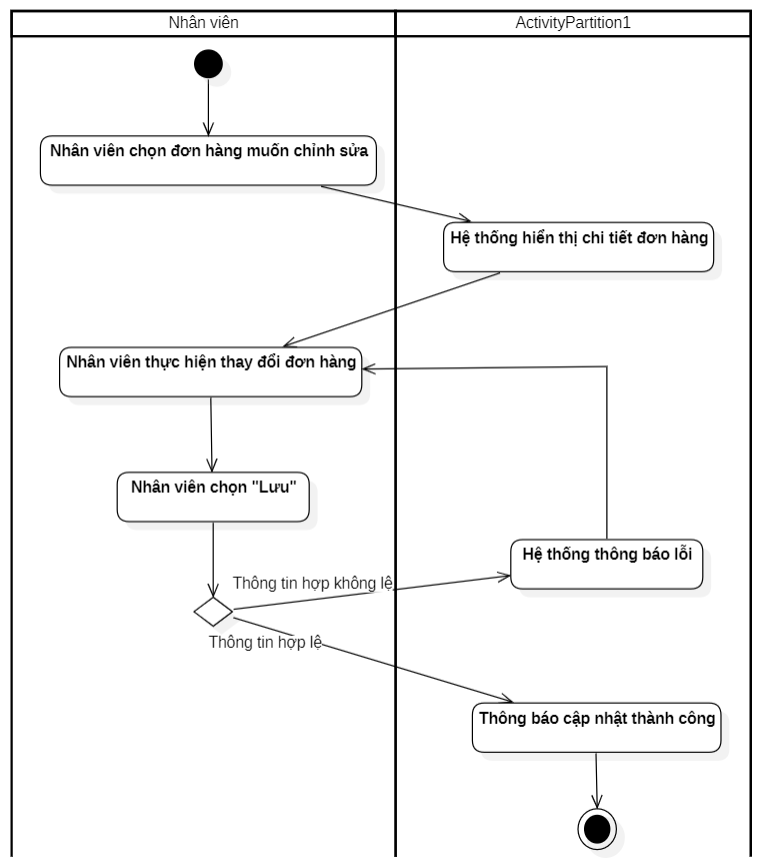 Nhân viên
ActivityPartition1
Nhân viên chọn đơn hàng muốn chỉnh sửa
Hệ thống hiển thị chi tiết đơn hàng
Nhân viên thực hiện thay đổi đơn hàng
Nhân viên chọn "Lưu"
Hệ thống thông báo lỗi
Thông tin hợp không lệ
Thông tin hợp lệ
Thông báo cập nhật thành công